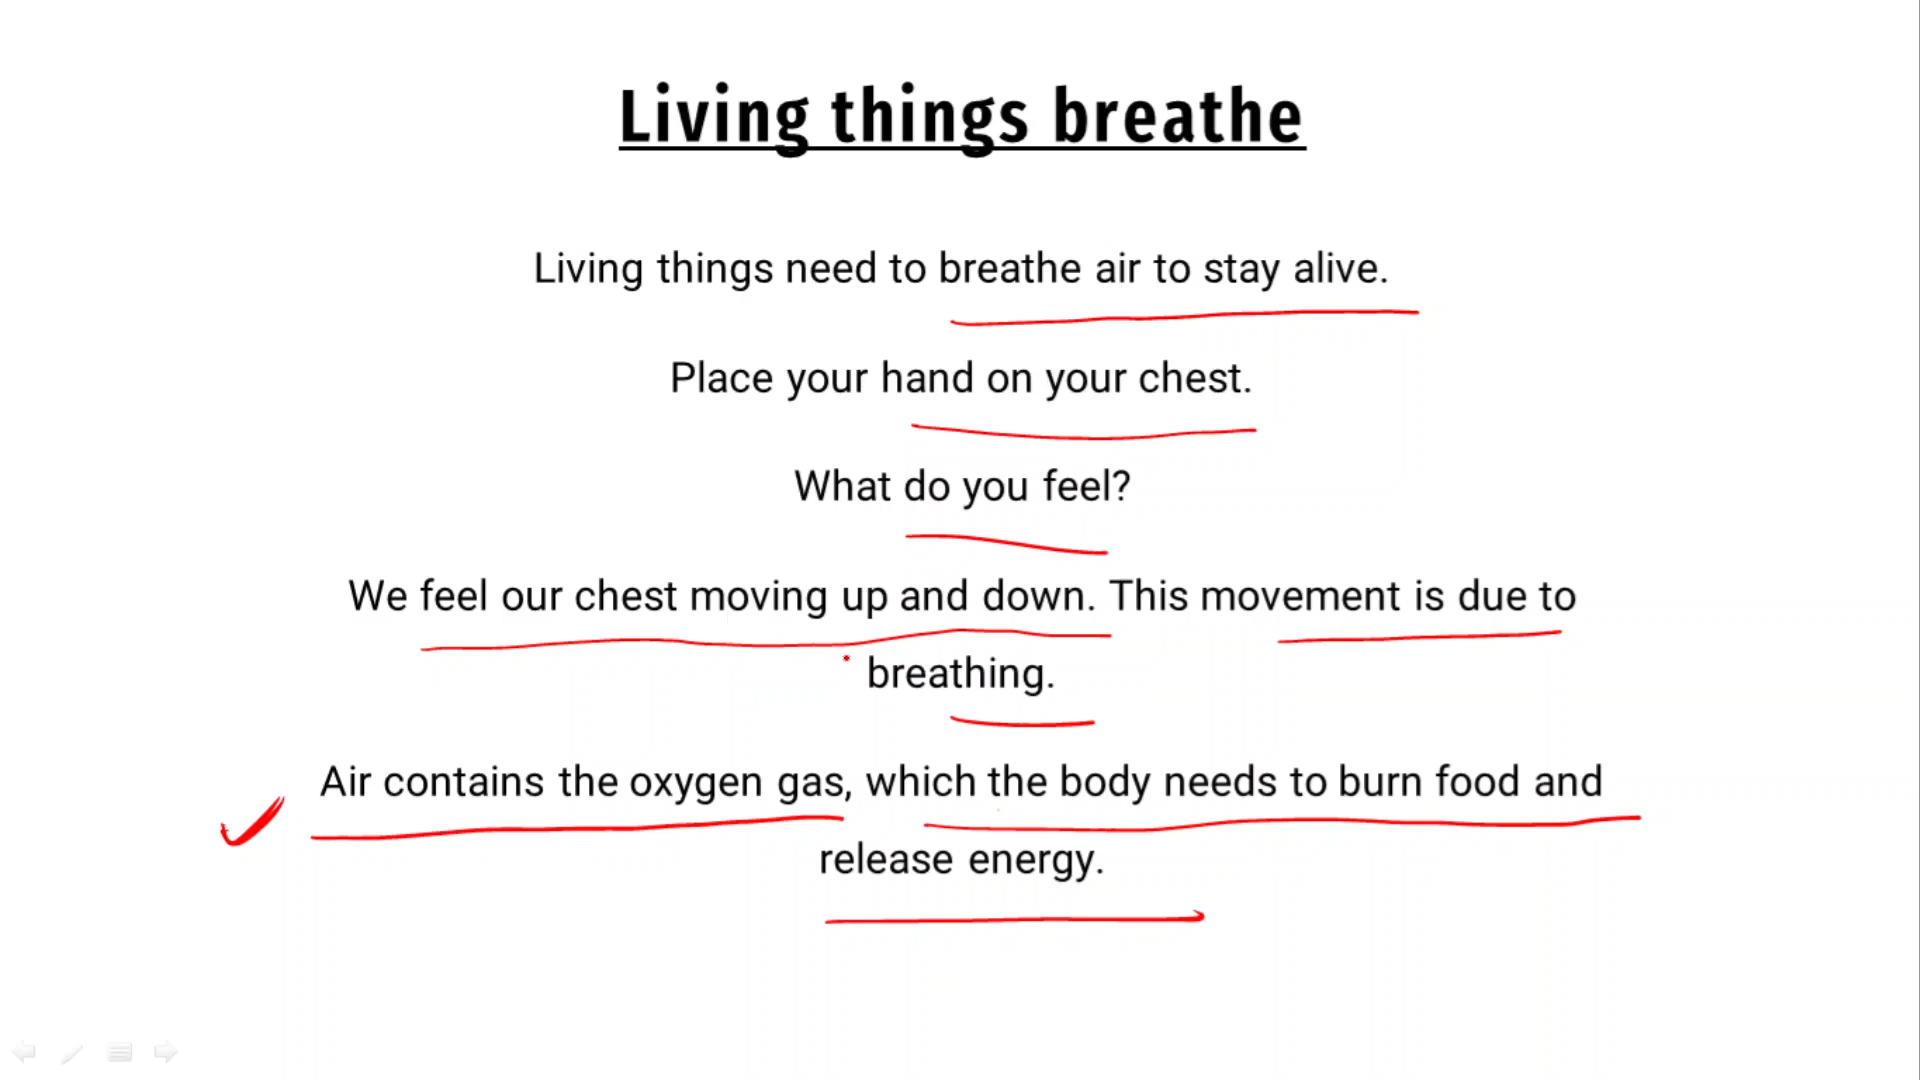 Living things breathe
Living things need to breathe air to stay alive.
Place your hand on your chest.
What do you feel?
We feel our chest moving up and down. This movement is due to
breathing.
Air contains the oxygen gas, which the body needs to burn food and
release energy.